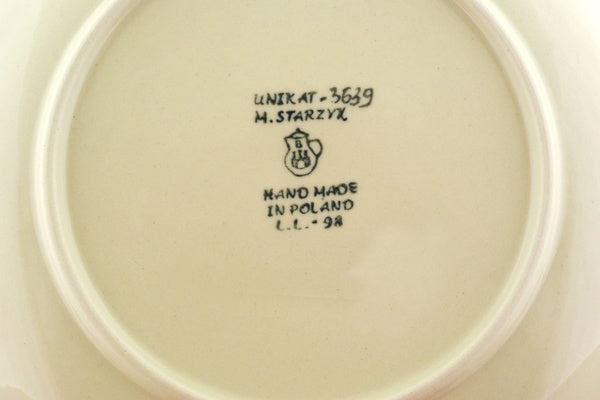 UNIKAT-3639
M. STARZYK
HAND MADE
IN POLAND
L.L.-98